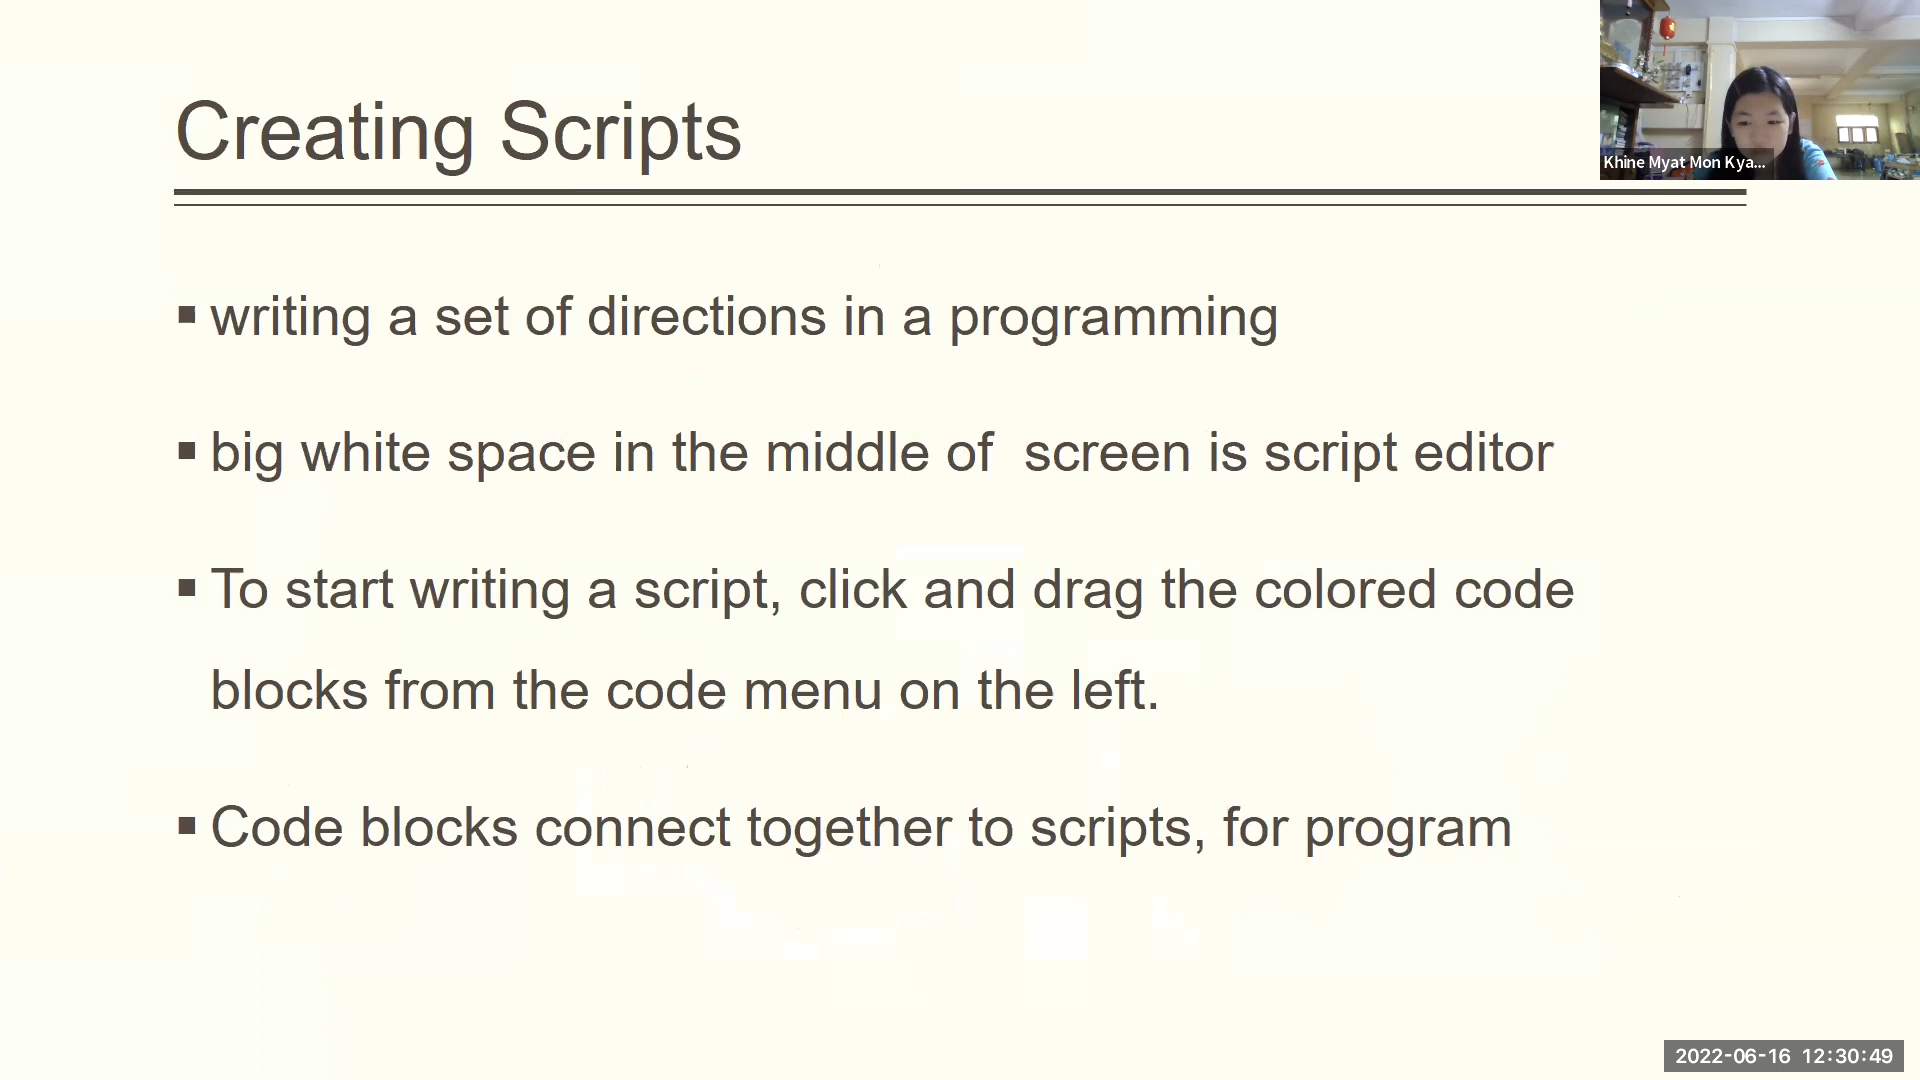 Creating Scripts
Khine Myat Mon Kya...
▪ writing a set of directions in a programming
▪ big white space in the middle of  screen is script editor
▪ To start writing a script, click and drag the colored code
blocks from the code menu on the left.
▪ Code blocks connect together to scripts, for program
2022-06-16 12:30:49